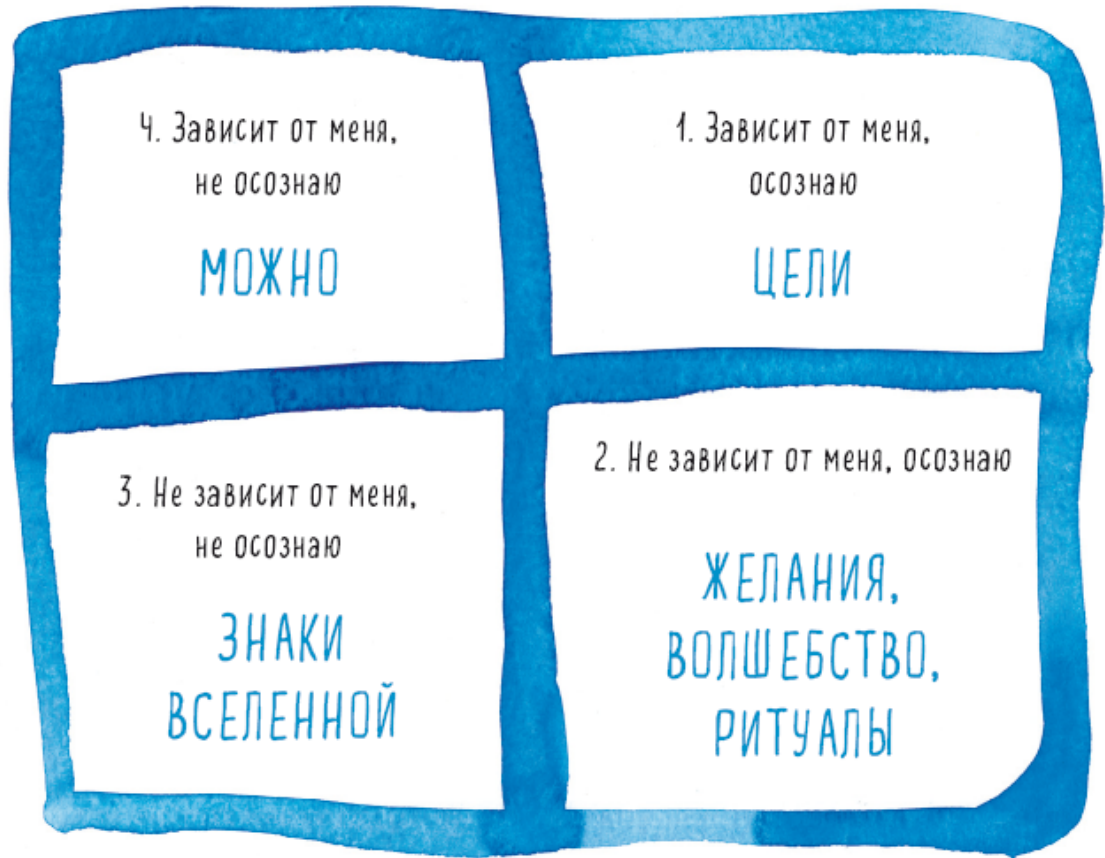 4. Зависит от меня,
не осознаю
МОЖНО
1. Зависит от меня,
осознаю
ЦЕЛИ
3. Не зависит от меня,
не осознаю
ЗНАКИ
ВСЕЛЕННОЙ
2. Не зависит от меня, осознаю
ЖЕЛАНИЯ,
ВОЛШЕБСТВО,
РИТУАЛЫ